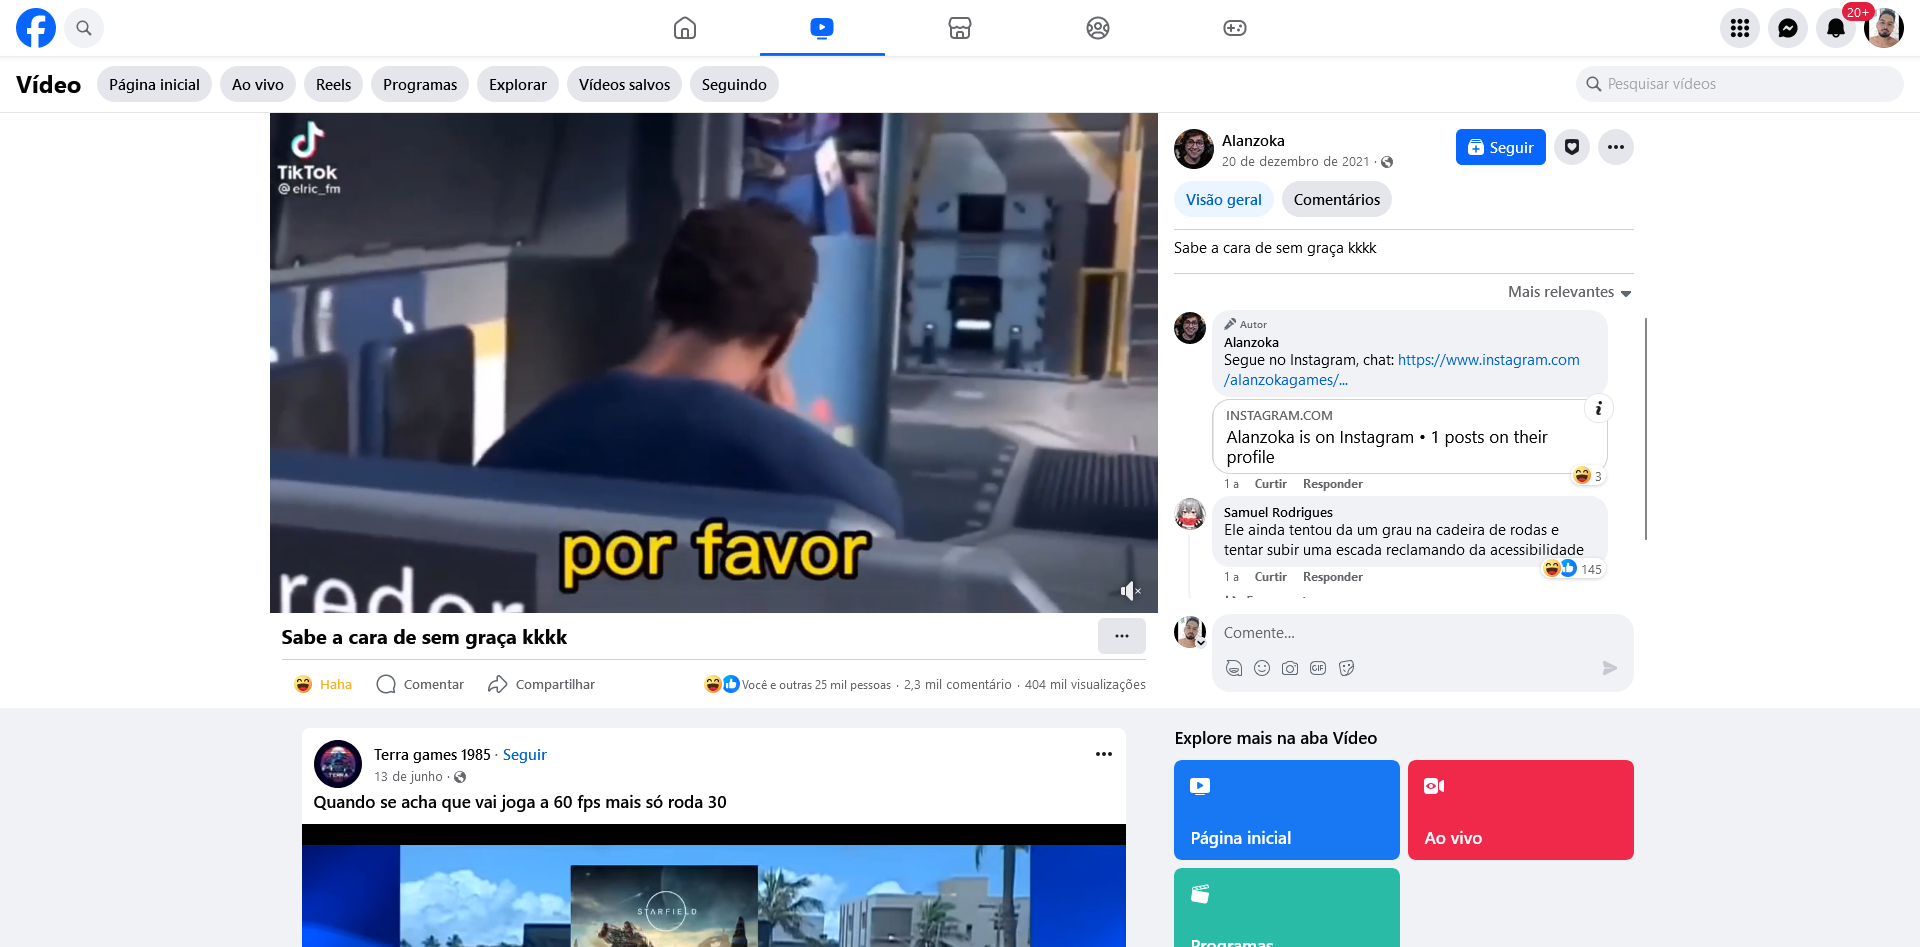 20+
Vídeo
Página inicial
Ao vivo
Reels
Programas
Explorar
Vídeos salvos
Seguindo
Pesquisar vídeos
TikTok
@elric_fm
por favor
redor
Sabe a cara de sem graça kkkk
Haha
Comentar
Compartilhar
Você e outras 25 mil pessoas · 2,3 mil comentário · 404 mil visualizações
Alanzoka
20 de dezembro de 2021 ·
Seguir
Visão geral
Comentários
Sabe a cara de sem graça kkkk
Mais relevantes
Autor
Alanzoka
Segue no Instagram, chat: https://www.instagram.com
/alanzokagames/...
INSTAGRAM.COM
Alanzoka is on Instagram • 1 posts on their
profile
3
1 a Curtir Responder
Samuel Rodrigues
Ele ainda tentou da um grau na cadeira de rodas e
tentar subir uma escada reclamando da acessibilidade
145
1 a Curtir Responder
Comente...
GIF
Terra games 1985 · Seguir
13 de junho ·
Quando se acha que vai joga a 60 fps mais só roda 30
TERRA
STARFIELD
Explore mais na aba Vídeo
Página inicial
Ao vivo
Programas